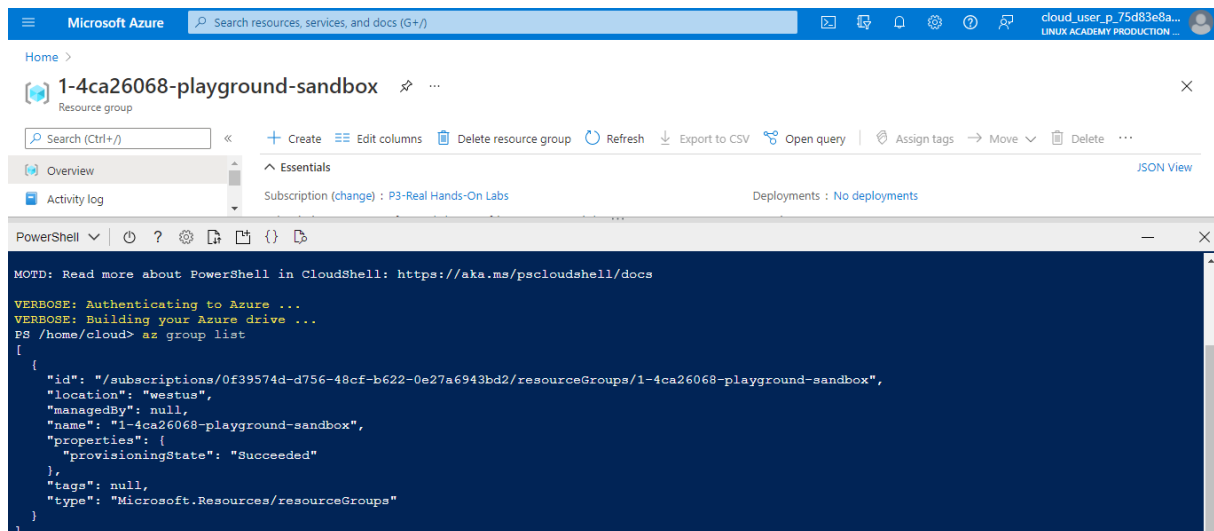 Microsoft Azure Search resources, services, and docs (G+/) cloud_user_p_75d83e8a...
LINUX ACADEMY PRODUCTION ...
Home >
1-4ca26068-playground-sandbox ...
Resource group
Search (Ctrl+/) « + Create Edit columns Delete resource group Refresh Export to CSV Open query Assign tags Move Delete ...
Overview Essentials JSON View
Activity log Subscription (change) : P3-Real Hands-On Labs Deployments : No deployments
PowerShell ? {}
MOTD: Read more about PowerShell in CloudShell: https://aka.ms/pscloudshell/docs
VERBOSE: Authenticating to Azure ...
VERBOSE: Building your Azure drive ...
PS /home/cloud> az group list
[
  {
    "id": "/subscriptions/0f39574d-d756-48cf-b622-0e27a6943bd2/resourceGroups/1-4ca26068-playground-sandbox",
    "location": "westus",
    "managedBy": null,
    "name": "1-4ca26068-playground-sandbox",
    "properties": {
      "provisioningState": "Succeeded"
    },
    "tags": null,
    "type": "Microsoft.Resources/resourceGroups"
  }
]